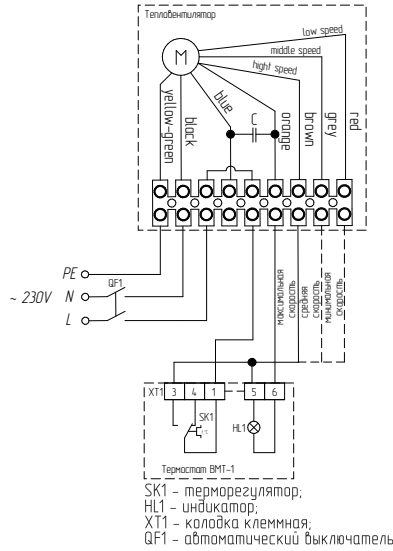 Тепловентилятор
low speed
middle speed
hight speed
M
yellow-green
black
blue
C
orange
brown
grey
red
PE
~ 230V N QF1
L
максимальная скорость
средняя скорость
минимальная скорость
XT1 3 4 1 5 6
SK1
t°C
HL1
Термостат ВМТ-1
SK1 - терморегулятор;
HL1 - индикатор;
XT1 - колодка клеммная;
QF1 - автоматический выключатель